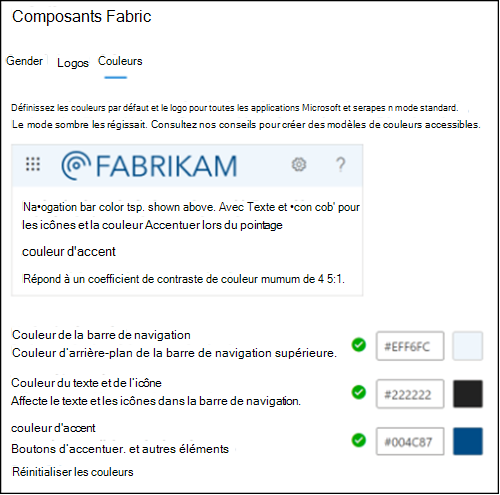 Composants Fabric
Gender Logos Couleurs
Définissez les couleurs par défaut et le logo pour toutes les applications Microsoft et serapes n mode standard.
Le mode sombre les régissait. Consultez nos conseils pour créer des modèles de couleurs accessibles.
FABRIKAM ?
Na•ogation bar color tsp. shown above. Avec Texte et •con cob' pour
les icônes et la couleur Accentuer lors du pointage
couleur d'accent
Répond à un coefficient de contraste de couleur mumum de 4 5:1.
Couleur de la barre de navigation
Couleur d'arrière-plan de la barre de navigation supérieure.
#EFF6FC
Couleur du texte et de l'icône
Affecte le texte et les icônes dans la barre de navigation.
#222222
couleur d'accent
Boutons d'accentuer. et autres éléments
#004C87
Réinitialiser les couleurs